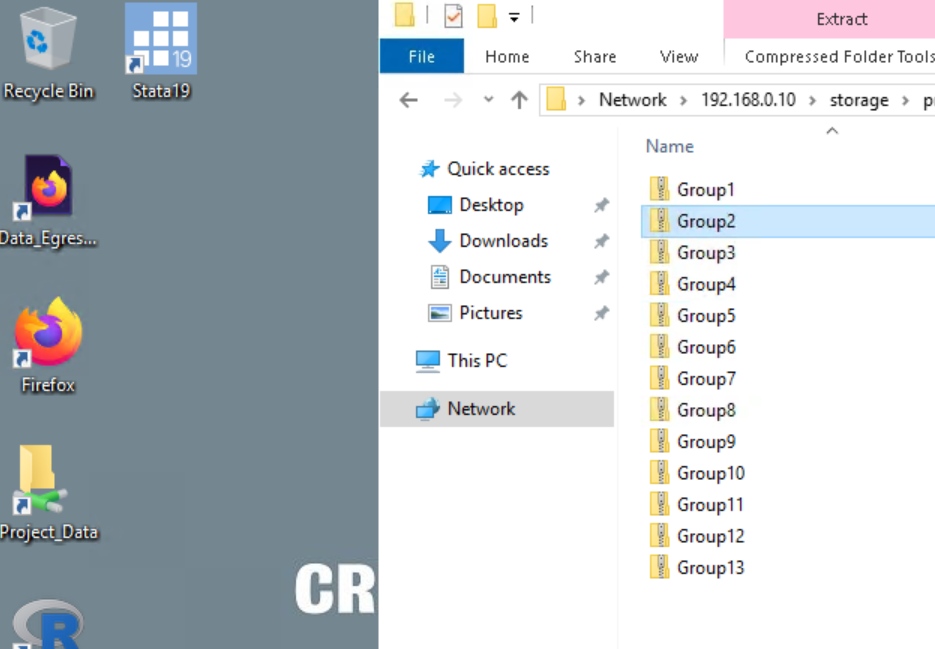 Recycle Bin
Stata19
19
Data_Egres...
Firefox
Project_Data
R
CR
Extract
File
Home
Share
View
Compressed Folder Tools
Network > 192.168.0.10 > storage >
Name
Quick access
Desktop
Downloads
Documents
Pictures
This PC
Network
Group1
Group2
Group3
Group4
Group5
Group6
Group7
Group8
Group9
Group10
Group11
Group12
Group13